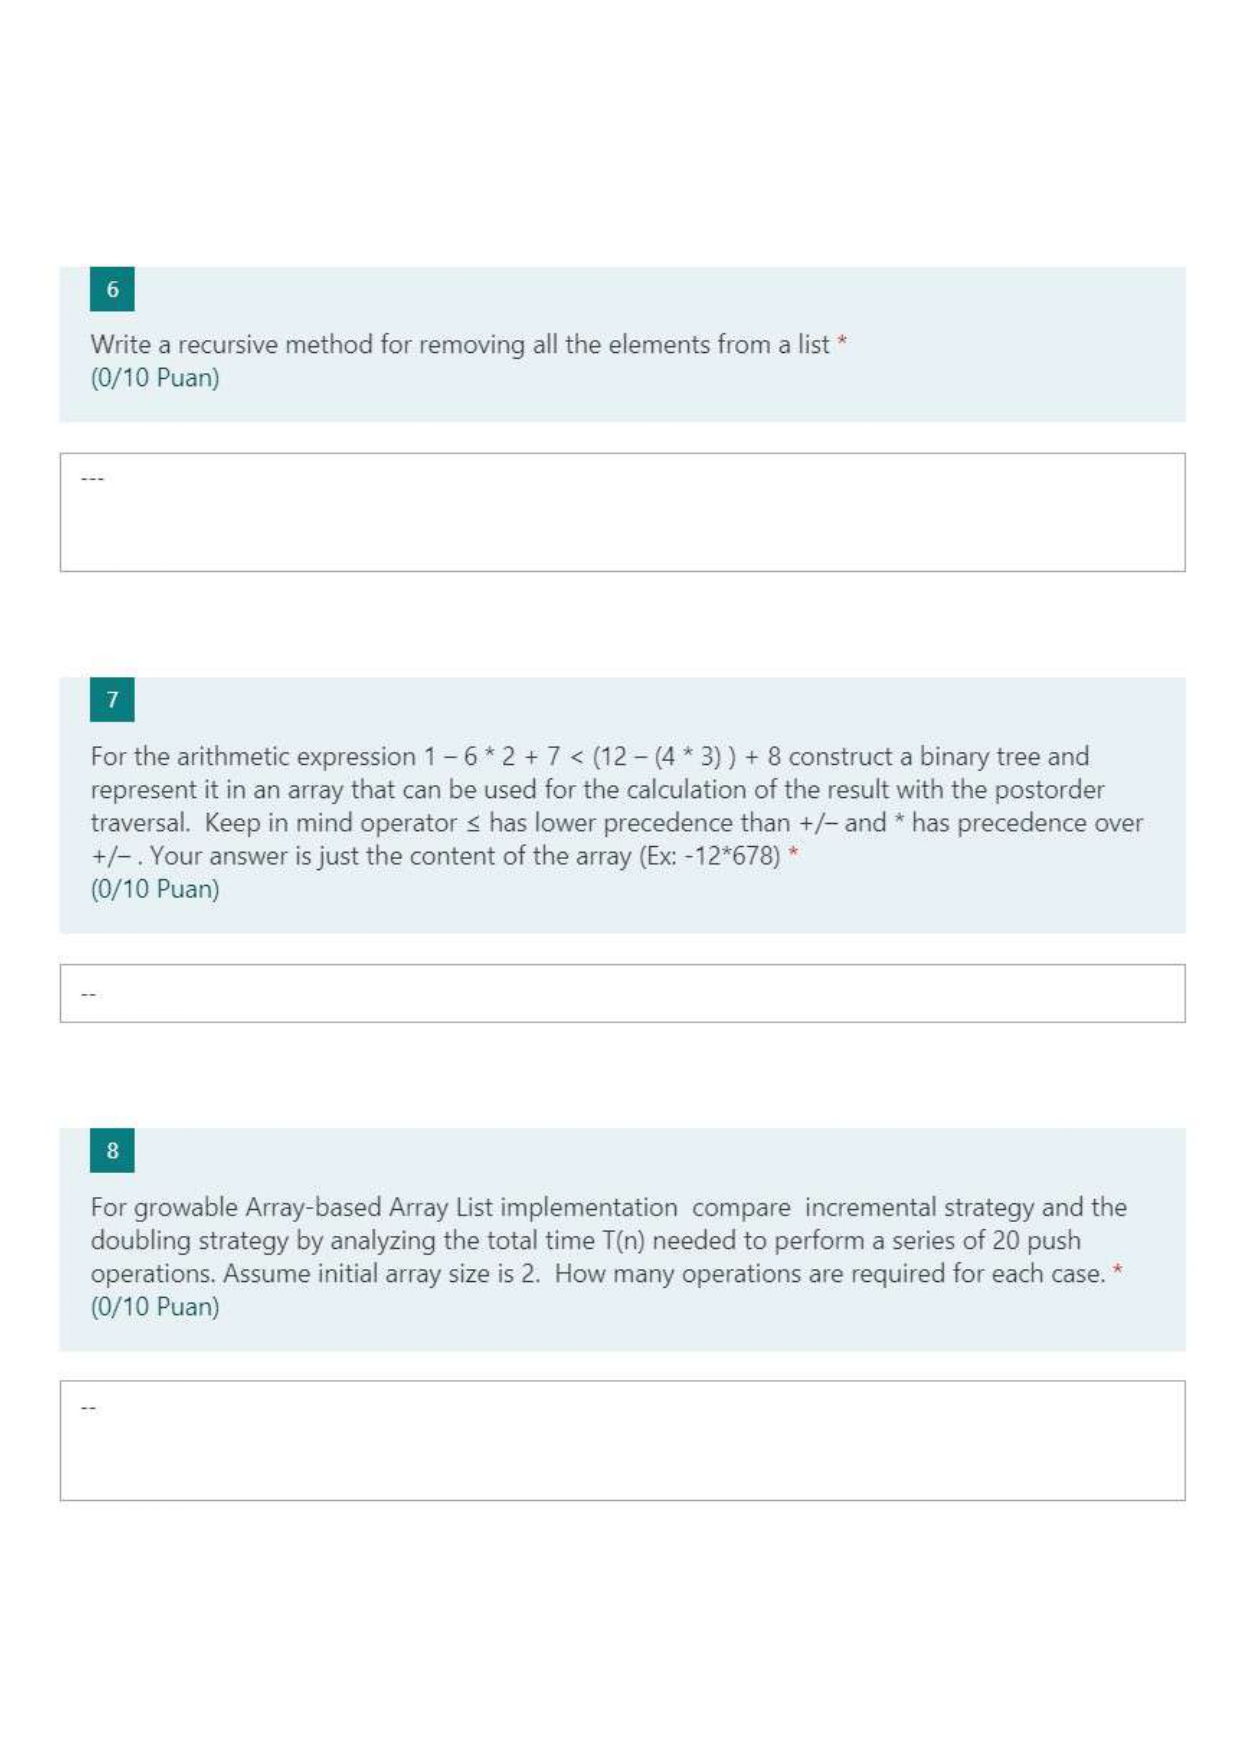 6
Write a recursive method for removing all the elements from a list *
(0/10 Puan)
---
7
For the arithmetic expression 1 – 6 * 2 + 7 < (12 – (4 * 3) ) + 8 construct a binary tree and
represent it in an array that can be used for the calculation of the result with the postorder
traversal.  Keep in mind operator ≤ has lower precedence than +/– and * has precedence over
+/– . Your answer is just the content of the array (Ex: -12*678) *
(0/10 Puan)
--
8
For growable Array-based Array List implementation  compare  incremental strategy and the
doubling strategy by analyzing the total time T(n) needed to perform a series of 20 push
operations. Assume initial array size is 2.  How many operations are required for each case. *
(0/10 Puan)
--